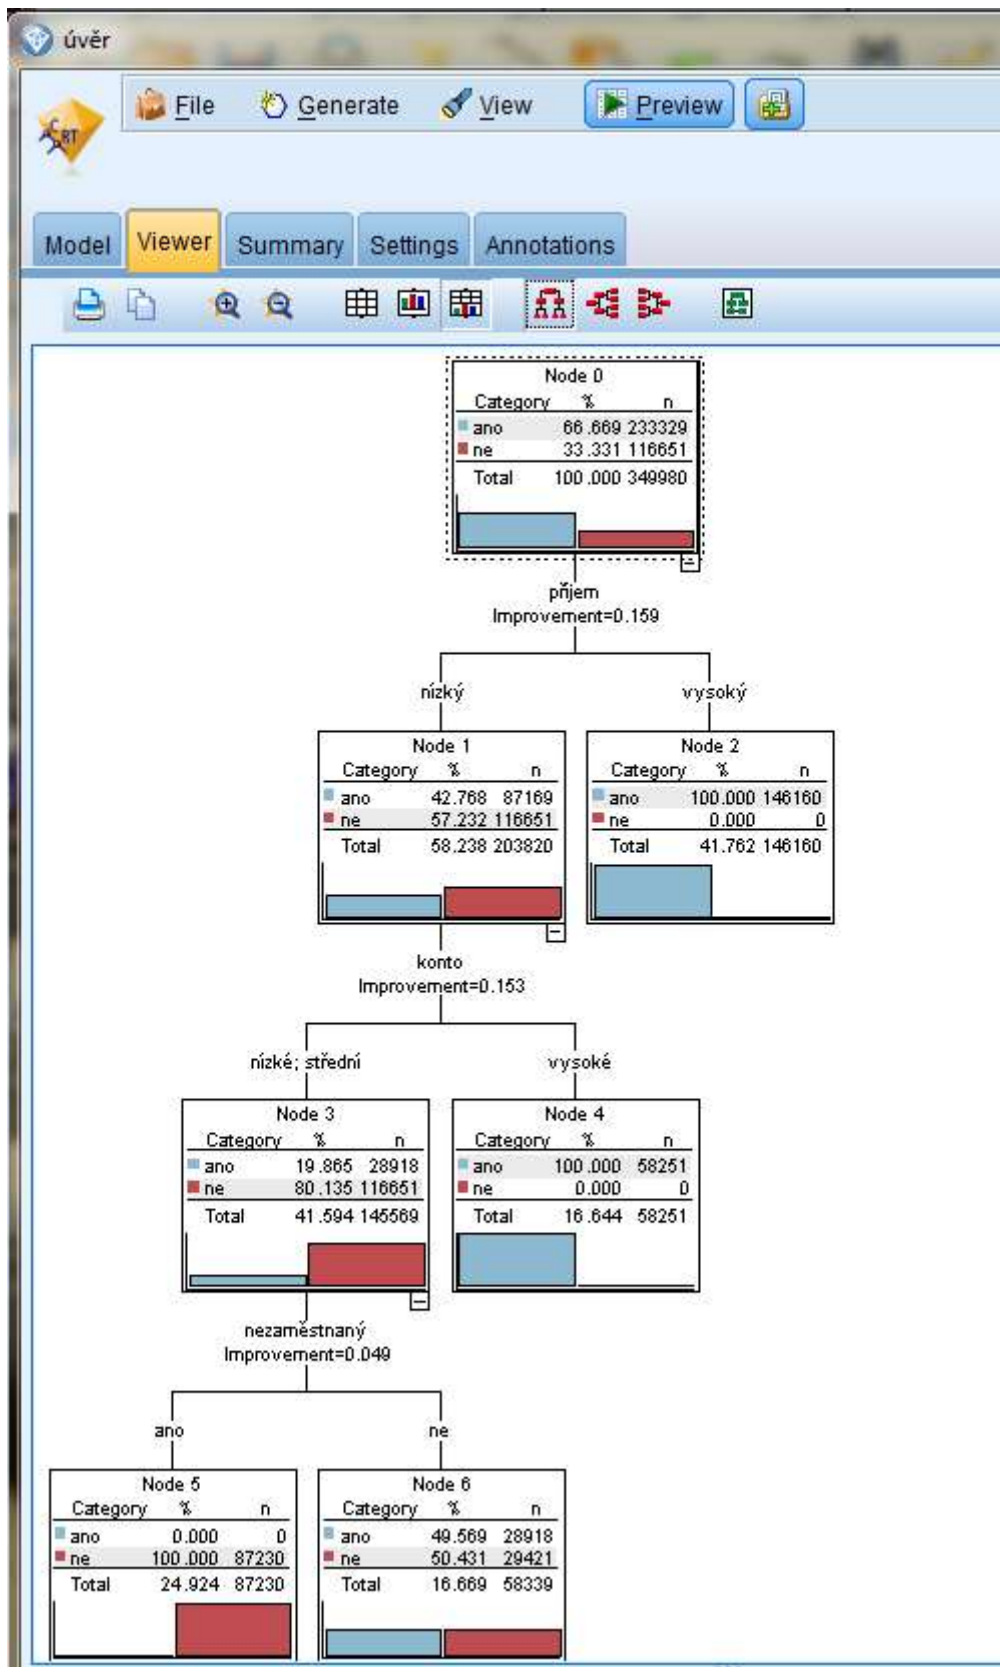 úvěr
File Generate View Preview
C&RT
Model Viewer Summary Settings Annotations
Node 0
Category % n
ano 66.669 233329
ne 33.331 116651
Total 100.000 349980
příjem
Improvement=0.159
nízký vysoký
Node 1 Node 2
Category % n Category % n
ano 42.768 87169 ano 100.000 146160
ne 57.232 116651 ne 0.000 0
Total 58.238 203820 Total 41.762 146160
konto
Improvement=0.153
nízké; střední vysoké
Node 3 Node 4
Category % n Category % n
ano 19.865 28918 ano 100.000 58251
ne 80.135 116651 ne 0.000 0
Total 41.594 145569 Total 16.644 58251
nezaměstnaný
Improvement=0.049
ano ne
Node 5 Node 6
Category % n Category % n
ano 0.000 0 ano 49.569 28918
ne 100.000 87230 ne 50.431 29421
Total 24.924 87230 Total 16.669 58339